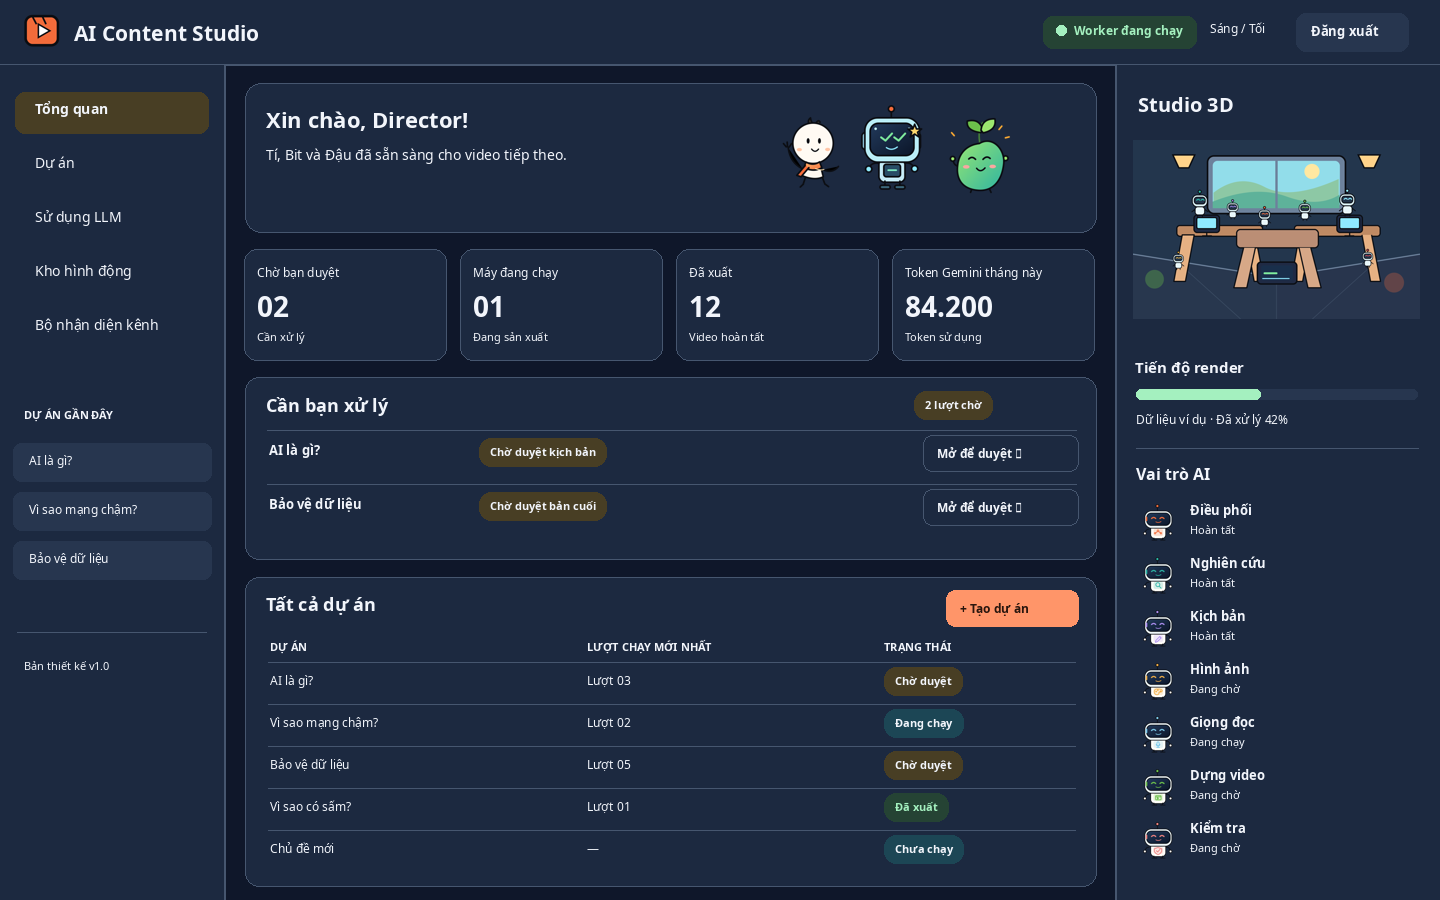 AI Content Studio
Worker đang chạy
Sáng / Tối
Đăng xuất
Tổng quan
Dự án
Sử dụng LLM
Kho hình động
Bộ nhận diện kênh
DỰ ÁN GẦN ĐÂY
AI là gì?
Vì sao mạng chậm?
Bảo vệ dữ liệu
Bản thiết kế v1.0
Xin chào, Director!
Tí, Bit và Đậu đã sẵn sàng cho video tiếp theo.
Chờ bạn duyệt
02
Cần xử lý
Máy đang chạy
01
Đang sản xuất
Đã xuất
12
Video hoàn tất
Token Gemini tháng này
84.200
Token sử dụng
Cần bạn xử lý
2 lượt chờ
AI là gì?
Chờ duyệt kịch bản
Mở để duyệt
Bảo vệ dữ liệu
Chờ duyệt bản cuối
Mở để duyệt
Tất cả dự án
+ Tạo dự án
DỰ ÁN
LƯỢT CHẠY MỚI NHẤT
TRẠNG THÁI
AI là gì?
Lượt 03
Chờ duyệt
Vì sao mạng chậm?
Lượt 02
Đang chạy
Bảo vệ dữ liệu
Lượt 05
Chờ duyệt
Vì sao có sấm?
Lượt 01
Đã xuất
Chủ đề mới
—
Chưa chạy
Studio 3D
Tiến độ render
Dữ liệu ví dụ · Đã xử lý 42%
Vai trò AI
Điều phối
Hoàn tất
Nghiên cứu
Hoàn tất
Kịch bản
Hoàn tất
Hình ảnh
Đang chờ
Giọng đọc
Đang chạy
Dựng video
Đang chờ
Kiểm tra
Đang chờ